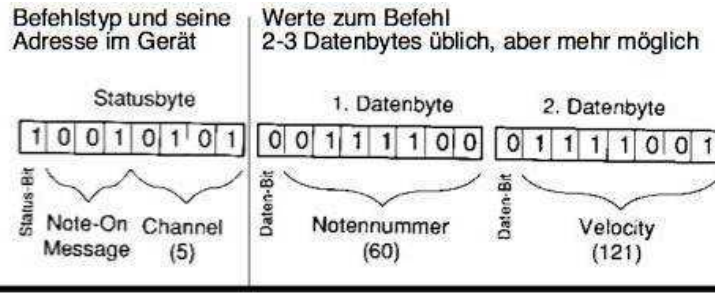 Befehlstyp und seine
Adresse im Gerät
Werte zum Befehl
2-3 Datenbytes üblich, aber mehr möglich
Statusbyte
1. Datenbyte
2. Datenbyte
1 0 0 1 0 1 0 1
0 0 1 1 1 1 0 0
0 1 1 1 1 0 0 1
Status-Bit
Note-On
Message
Channel
(5)
Daten-Bit
Notennummer
(60)
Daten-Bit
Velocity
(121)